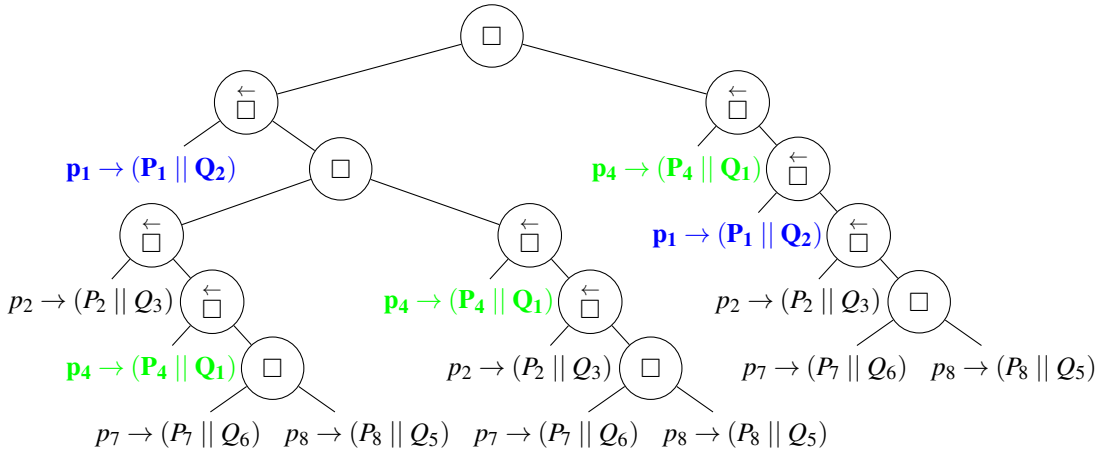 □
←
□
←
□
p₁ → (P₁ || Q₂)
□
p₄ → (P₄ || Q₁)
←
□
←
□
←
□
p₁ → (P₁ || Q₂)
←
□
p₂ → (P₂ || Q₃)
←
□
p₄ → (P₄ || Q₁)
←
□
p₂ → (P₂ || Q₃)
□
p₄ → (P₄ || Q₁)
□
p₂ → (P₂ || Q₃)
□
p₇ → (P₇ || Q₆) p₈ → (P₈ || Q₅)
p₇ → (P₇ || Q₆) p₈ → (P₈ || Q₅) p₇ → (P₇ || Q₆) p₈ → (P₈ || Q₅)